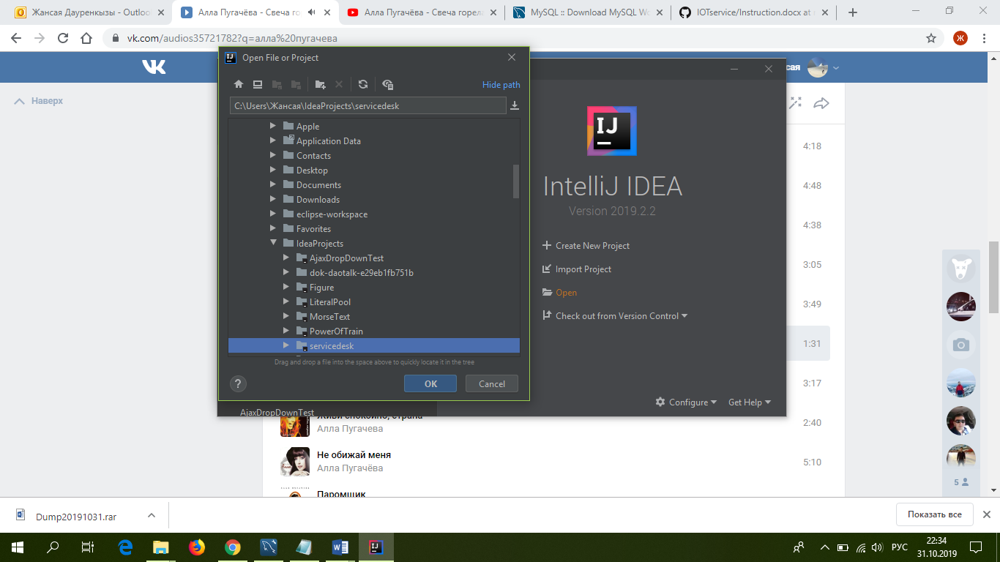 Жансая Дауренкызы - Outloo
Алла Пугачёва - Свеча го
Алла Пугачёва - Свеча горела
MySQL :: Download MySQL Wo
IOTservice/Instruction.docx at
vk.com/audios35721782?q=алла%20пугачева
Ж
Наверх
сая
Open File or Project
Hide path
C:\Users\Жансая\IdeaProjects\servicedesk
Apple
Application Data
Contacts
Desktop
Documents
Downloads
eclipse-workspace
Favorites
IdeaProjects
AjaxDropDownTest
dok-daotalk-e29eb1fb751b
Figure
LiteralPool
MorseText
PowerOfTrain
servicedesk
Drag and drop a file into the space above to quickly locate it in the tree
?
OK
Cancel
AjaxDropDownTest
IJ
IntelliJ IDEA
Version 2019.2.2
Create New Project
Import Project
Open
Check out from Version Control
Configure
Get Help
4:18
4:48
4:38
3:05
3:49
1:31
3:17
Живи спокойно, страна
Алла Пугачева
2:40
Не обижай меня
Алла Пугачёва
5:10
Паромщик
5
Dump20191031.rar
Показать все
РУС
22:34
31.10.2019